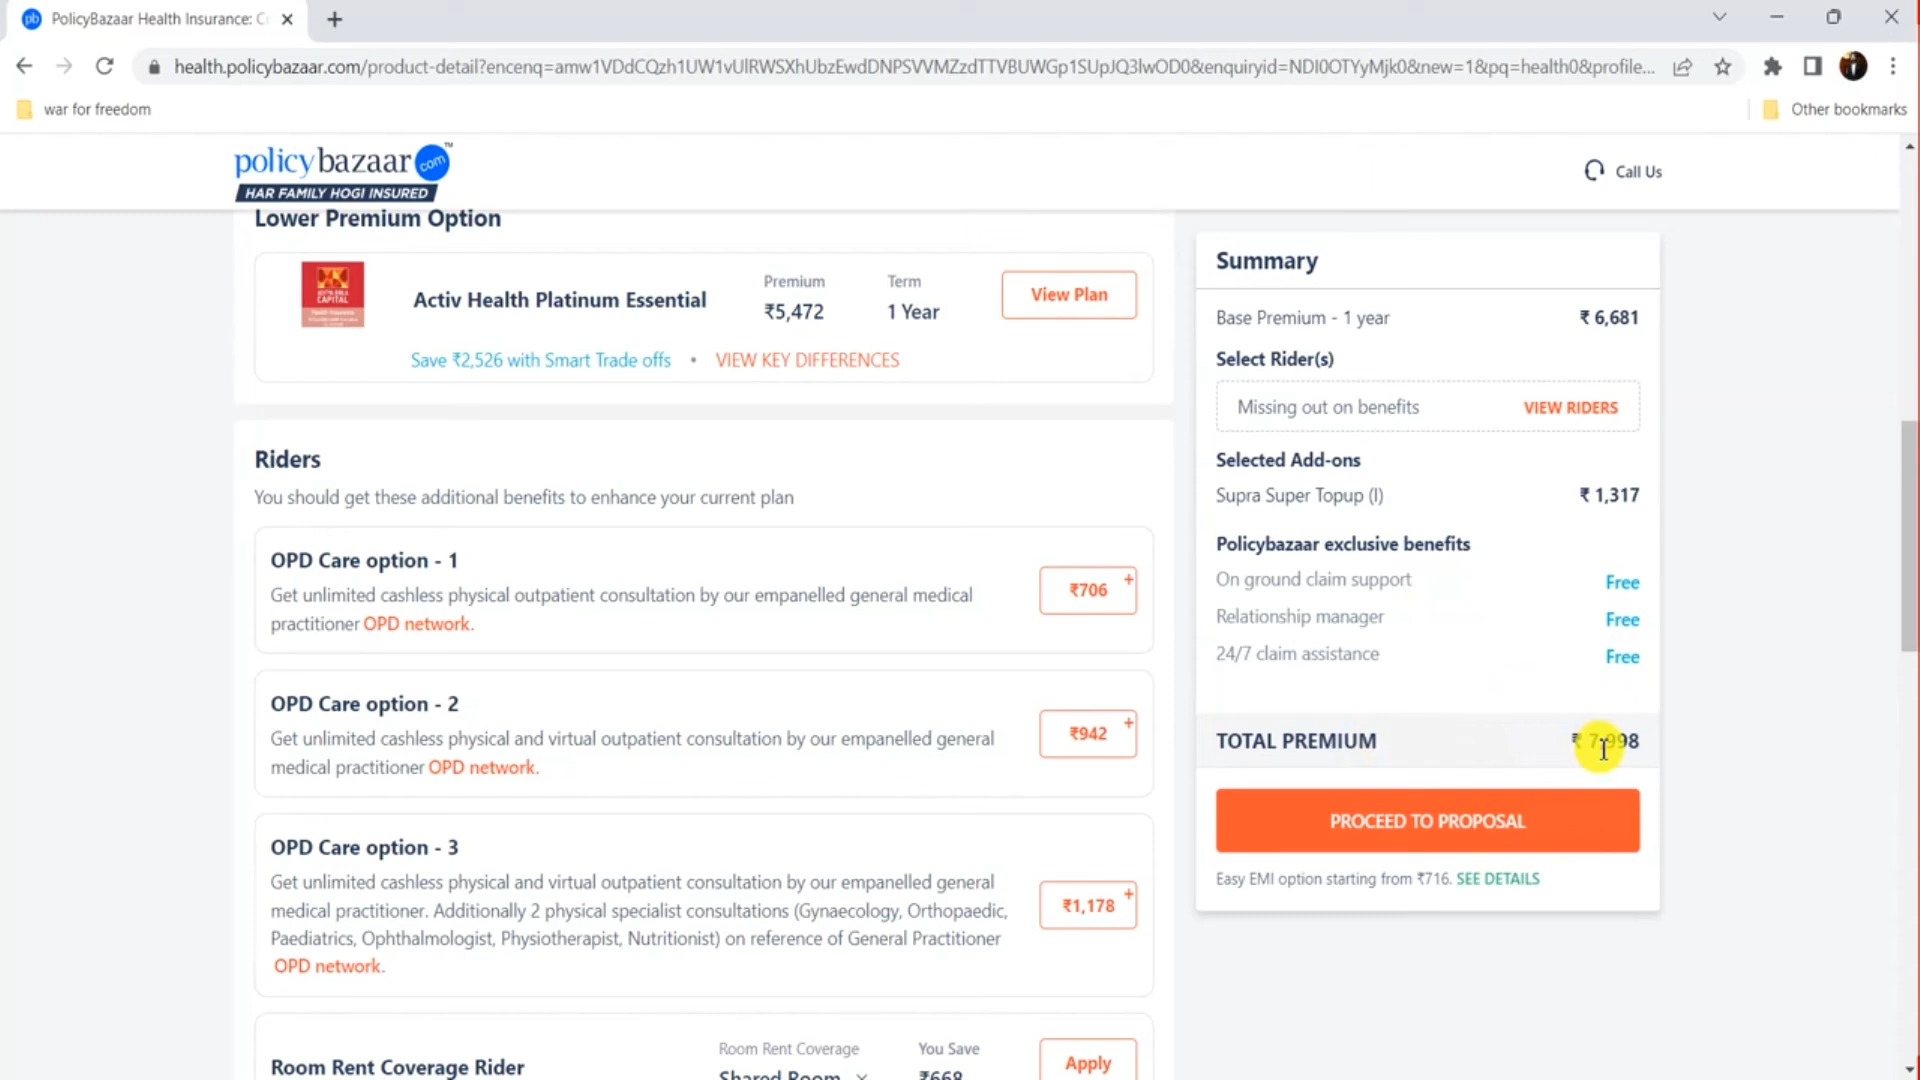 PolicyBazaar Health Insurance: C
health.policybazaar.com/product-detail?encenq=amw1VDdCQzh1UW1vUlRWSXhUbzEwdDNPSVVMZzdTTVBUWGp1SUpJQ3lwOD0&enquiryid=NDI0OTYyMjk0&new=1&pq=health0&profile...
war for freedom
Other bookmarks
policybazaar com ™
HAR FAMILY HOGI INSURED
Call Us
Lower Premium Option
CAPITAL
Activ Health Platinum Essential
Premium
₹5,472
Term
1 Year
View Plan
Save ₹2,526 with Smart Trade offs • VIEW KEY DIFFERENCES
Riders
You should get these additional benefits to enhance your current plan
OPD Care option - 1
Get unlimited cashless physical outpatient consultation by our empanelled general medical
practitioner OPD network.
₹706 +
OPD Care option - 2
Get unlimited cashless physical and virtual outpatient consultation by our empanelled general
medical practitioner OPD network.
₹942 +
OPD Care option - 3
Get unlimited cashless physical and virtual outpatient consultation by our empanelled general
medical practitioner. Additionally 2 physical specialist consultations (Gynaecology, Orthopaedic,
Paediatrics, Ophthalmologist, Physiotherapist, Nutritionist) on reference of General Practitioner
OPD network.
₹1,178 +
Room Rent Coverage Rider
Room Rent Coverage
Shared Room
You Save
₹668
Apply
Summary
Base Premium - 1 year ₹ 6,681
Select Rider(s)
Missing out on benefits VIEW RIDERS
Selected Add-ons
Supra Super Topup (I) ₹ 1,317
Policybazaar exclusive benefits
On ground claim support Free
Relationship manager Free
24/7 claim assistance Free
TOTAL PREMIUM ₹ 7,998
PROCEED TO PROPOSAL
Easy EMI option starting from ₹716. SEE DETAILS